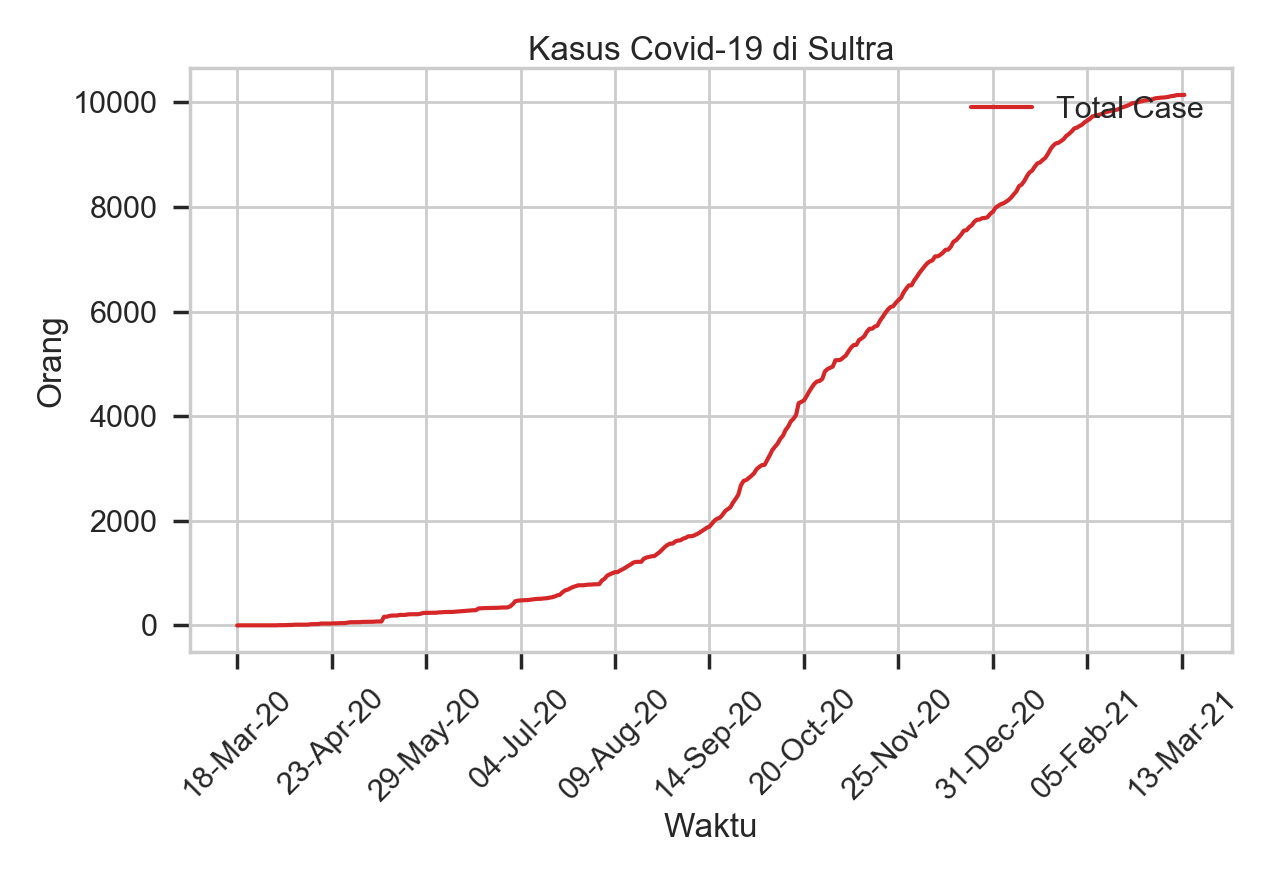 Kasus Covid-19 di Sultra
Total Case
10000
8000
6000
4000
2000
0
Orang
18-Mar-20
23-Apr-20
29-May-20
04-Jul-20
09-Aug-20
14-Sep-20
20-Oct-20
25-Nov-20
31-Dec-20
05-Feb-21
13-Mar-21
Waktu